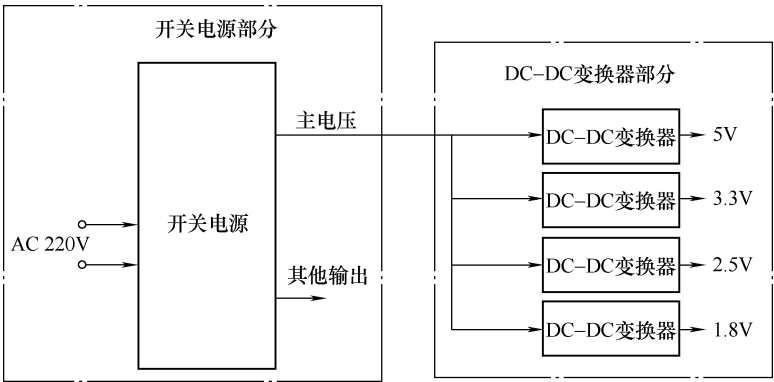 开关电源部分
DC-DC变换器部分
主电压
DC-DC变换器
5V
DC-DC变换器
3.3V
开关电源
AC 220V
其他输出
DC-DC变换器
2.5V
DC-DC变换器
1.8V